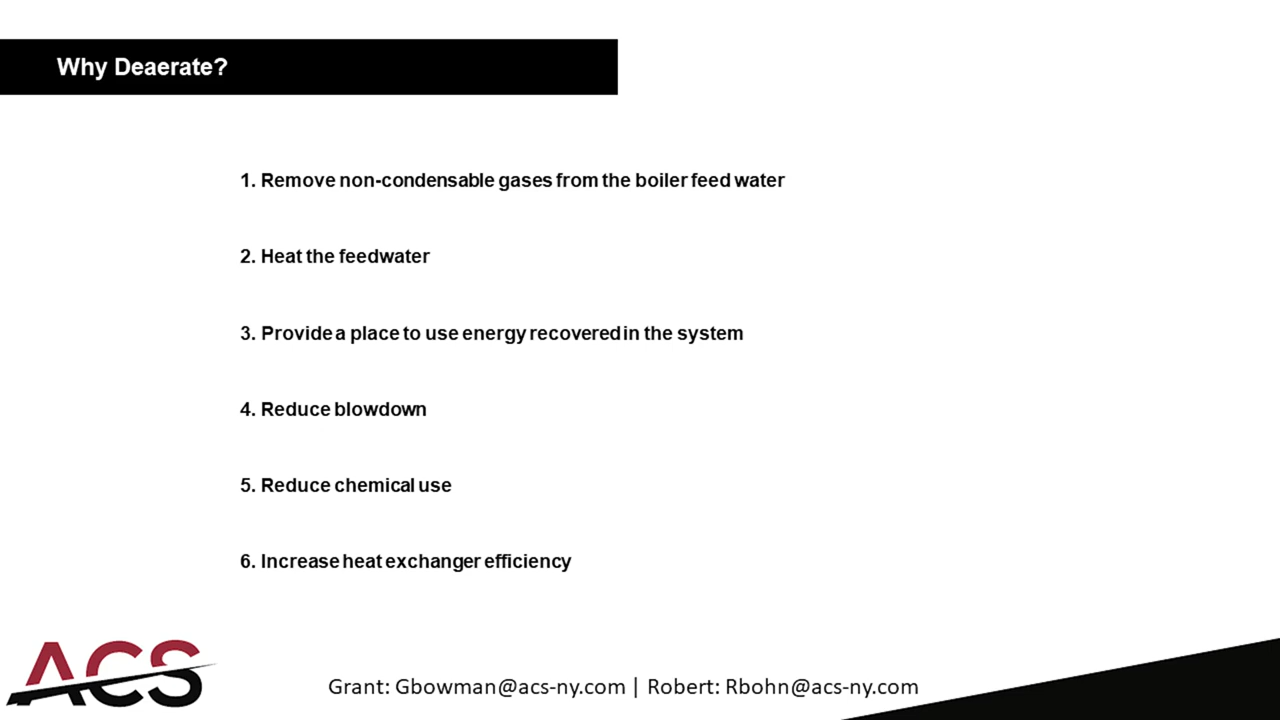 Why Deaerate?
1. Remove non-condensable gases from the boiler feed water
2. Heat the feedwater
3. Provide a place to use energy recovered in the system
4. Reduce blowdown
5. Reduce chemical use
6. Increase heat exchanger efficiency
ACS
Grant: Gbowman@acs-ny.com | Robert: Rbohn@acs-ny.com